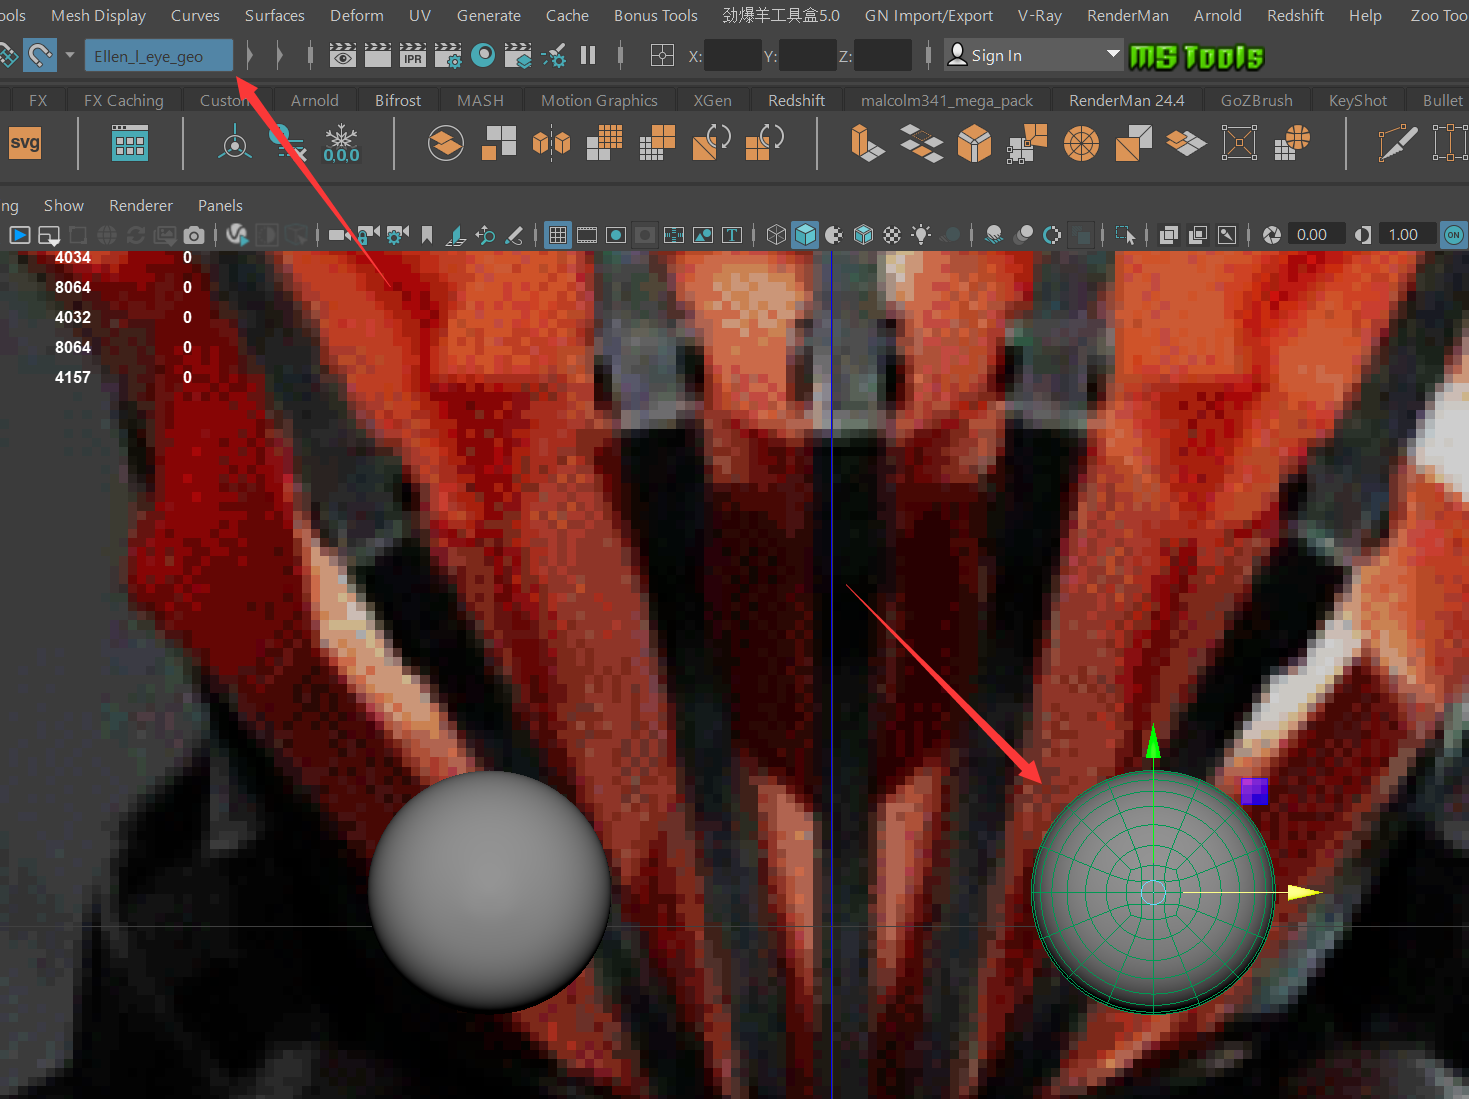 ools Mesh Display Curves Surfaces Deform UV Generate Cache Bonus Tools 劲爆羊工具盒5.0 GN Import/Export V-Ray RenderMan Arnold Redshift Help Zoo Too
Ellen_l_eye_geo IPR X: Y: Z: Sign In MS Tools
FX FX Caching Custom Arnold Bifrost MASH Motion Graphics XGen Redshift malcolm341_mega_pack RenderMan 24.4 GoZBrush KeyShot Bullet
svg 0,0,0
ng Show Renderer Panels
T 0.00 1.00 ON
4034 0
8064 0
4032 0
8064 0
4157 0